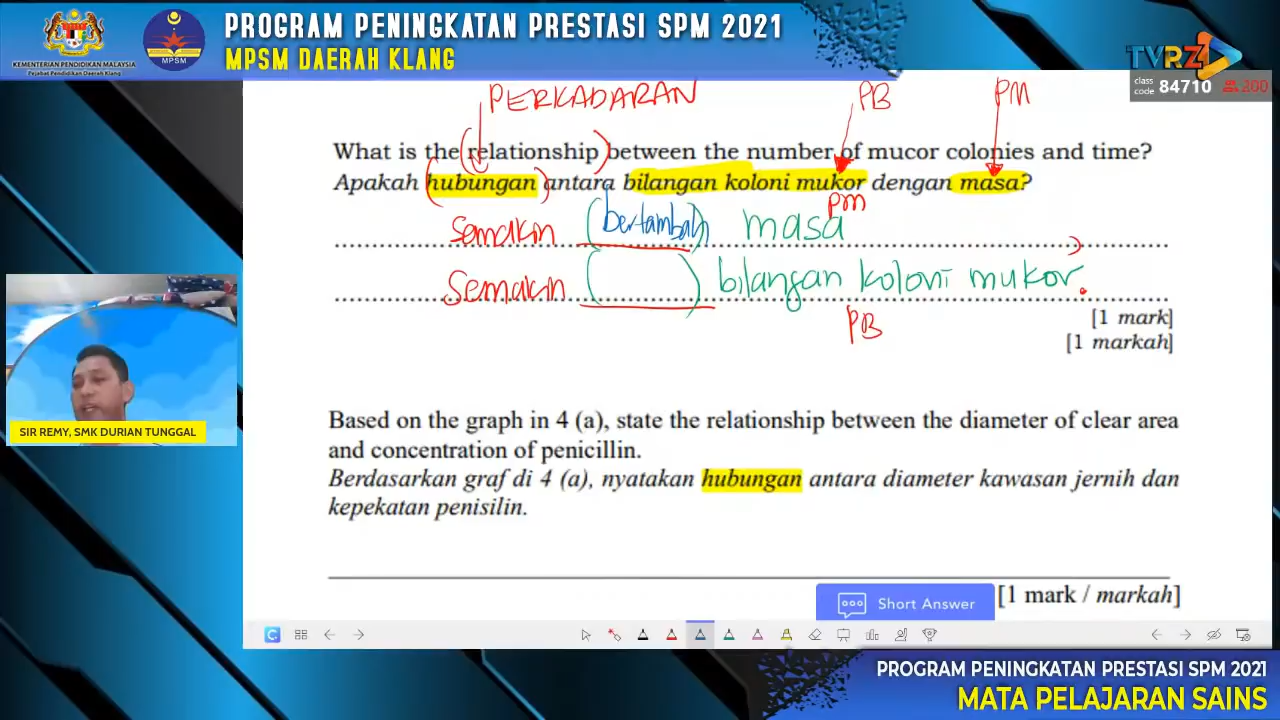 PROGRAM PENINGKATAN PRESTASI SPM 2021
MPSM DAERAH KLANG
KEMENTERIAN PENDIDIKAN MALAYSIA
Pejabat Pendidikan Daerah Klang
MPSM
TVRZ
class code 84710 200
PERKADARAN PB PM
What is the relationship between the number of mucor colonies and time?
Apakah hubungan antara bilangan koloni mukor dengan masa?
PM
Semakin (bertambah) masa ,
Semakin ( ) bilangan koloni mukor.
PB
[1 mark]
[1 markah]
SIR REMY, SMK DURIAN TUNGGAL
Based on the graph in 4 (a), state the relationship between the diameter of clear area
and concentration of penicillin.
Berdasarkan graf di 4 (a), nyatakan hubungan antara diameter kawasan jernih dan
kepekatan penisilin.
Short Answer
[1 mark / markah]
PROGRAM PENINGKATAN PRESTASI SPM 2021
MATA PELAJARAN SAINS